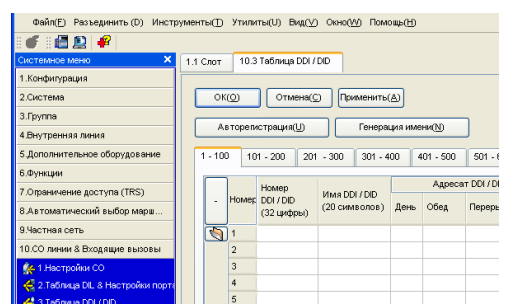 Файл(F) Разъединить (D) Инструменты(T) Утилиты(U) Вид(V) Окно(W) Помощь(H)
Системное меню X
1.1 Слот 10.3 Таблица DDI / DID
1.Конфигурация
2.Система
3.Группа
4.Внутренняя линия
5.Дополнительное оборудование
6.Функции
7.Ограничение доступа (TRS)
8.Автоматический выбор марш...
9.Частная сеть
10.CO линии & Входящие вызовы
1.Настройки CO
2.Таблица DIL & Настройки порта
3.Таблица DDI / DID
OK(O) Отмена(C) Применить(A)
Авторегистрация(U) Генерация имени(N)
1 - 100 101 - 200 201 - 300 301 - 400 401 - 500 501 - 6
- Номер Номер DDI / DID (32 цифры) Имя DDI / DID (20 символов) Адресат DDI / DI
День Обед Перерь
1
2
3
4
5